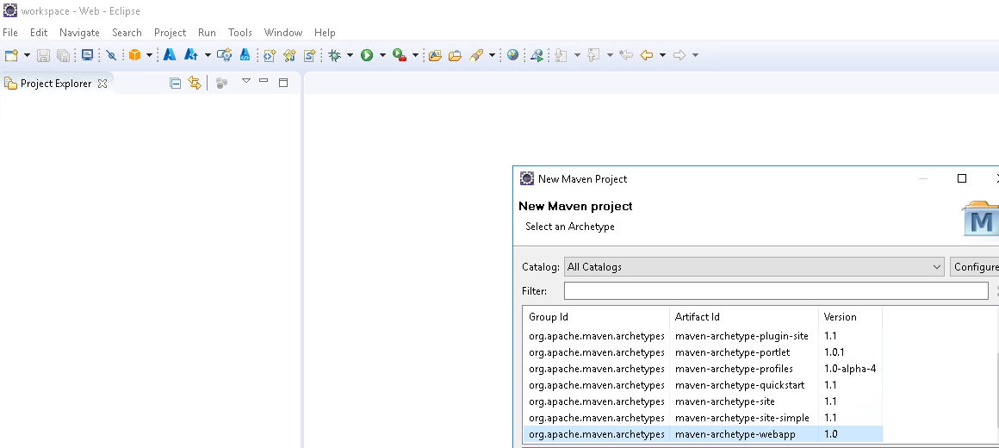 workspace - Web - Eclipse
File Edit Navigate Search Project Run Tools Window Help
Project Explorer
New Maven Project
New Maven project
Select an Archetype
M
Catalog: All Catalogs Configure
Filter:
Group Id Artifact Id Version
org.apache.maven.archetypes maven-archetype-plugin-site 1.1
org.apache.maven.archetypes maven-archetype-portlet 1.0.1
org.apache.maven.archetypes maven-archetype-profiles 1.0-alpha-4
org.apache.maven.archetypes maven-archetype-quickstart 1.1
org.apache.maven.archetypes maven-archetype-site 1.1
org.apache.maven.archetypes maven-archetype-site-simple 1.1
org.apache.maven.archetypes maven-archetype-webapp 1.0